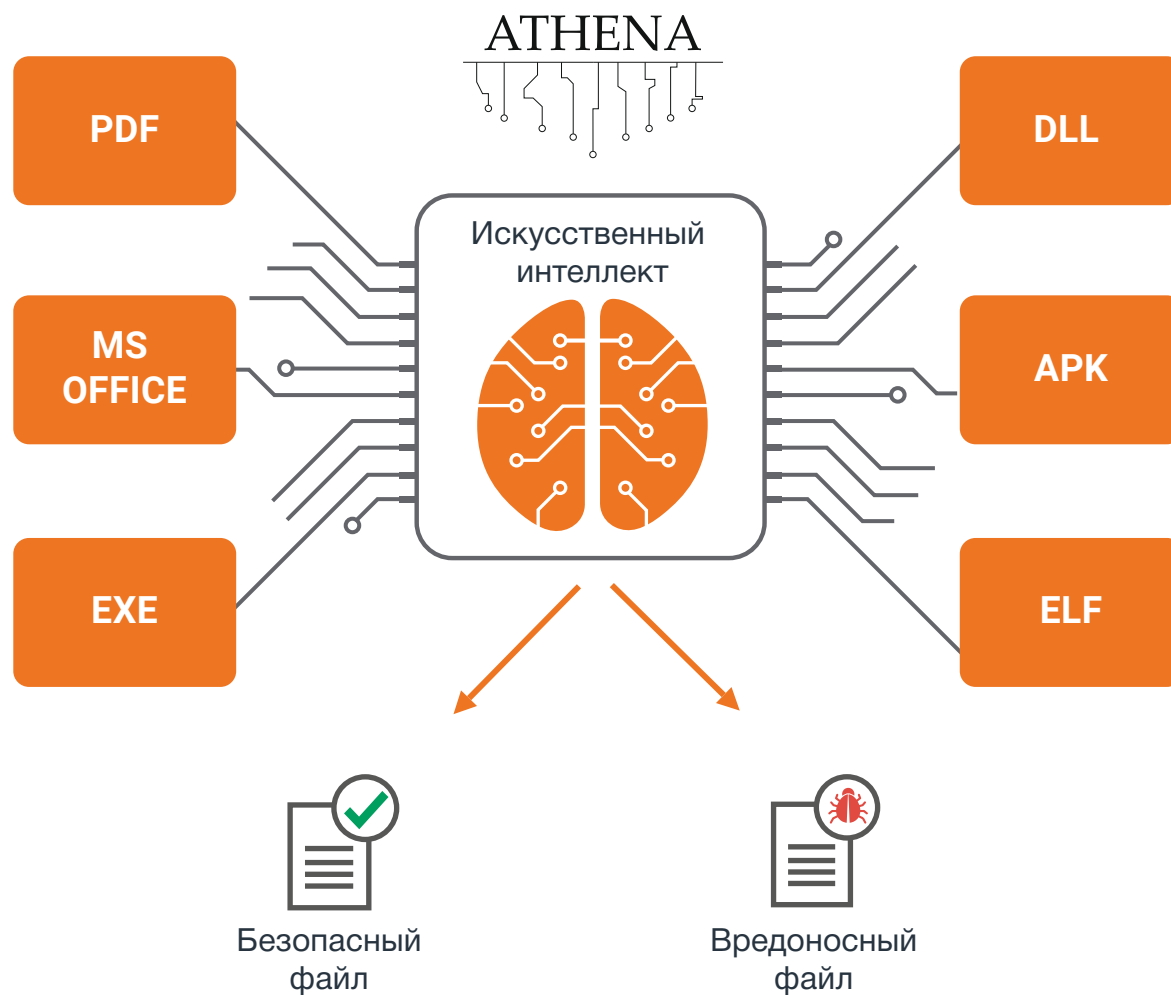 ATHENA
PDF
DLL
Искусственный
интеллект
MS
OFFICE
APK
EXE
ELF
Безопасный
файл
Вредоносный
файл